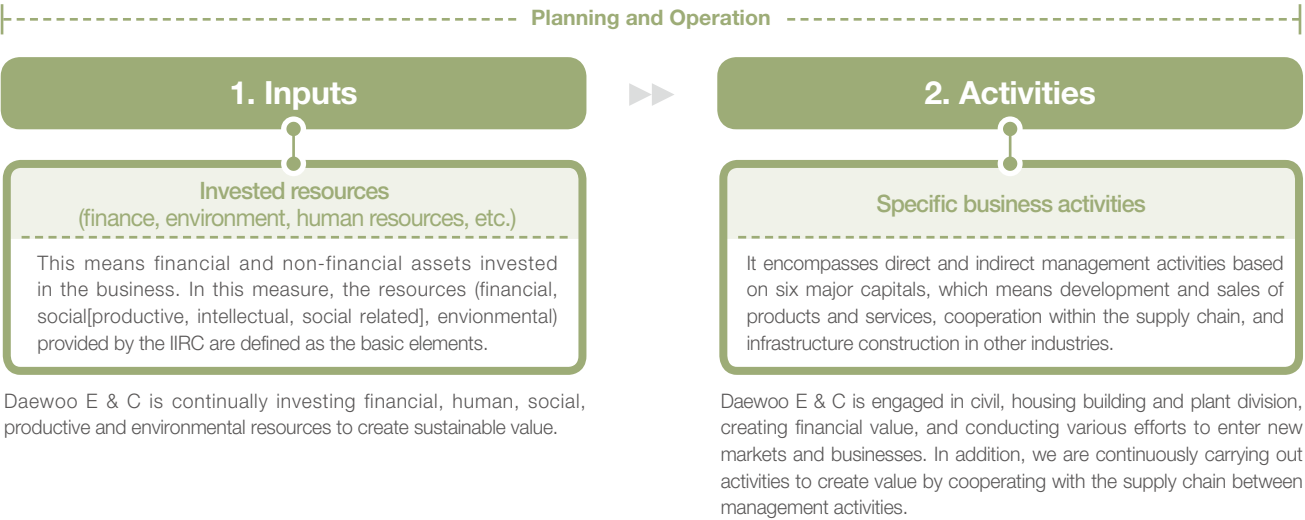 Planning and Operation
1. Inputs
Invested resources
(finance, environment, human resources, etc.)
This means financial and non-financial assets invested
in the business. In this measure, the resources (financial,
social[productive, intellectual, social related], envionmental)
provided by the IIRC are defined as the basic elements.
Daewoo E & C is continually investing financial, human, social,
productive and environmental resources to create sustainable value.
2. Activities
Specific business activities
It encompasses direct and indirect management activities based
on six major capitals, which means development and sales of
products and services, cooperation within the supply chain, and
infrastructure construction in other industries.
Daewoo E & C is engaged in civil, housing building and plant division,
creating financial value, and conducting various efforts to enter new
markets and businesses. In addition, we are continuously carrying out
activities to create value by cooperating with the supply chain between
management activities.